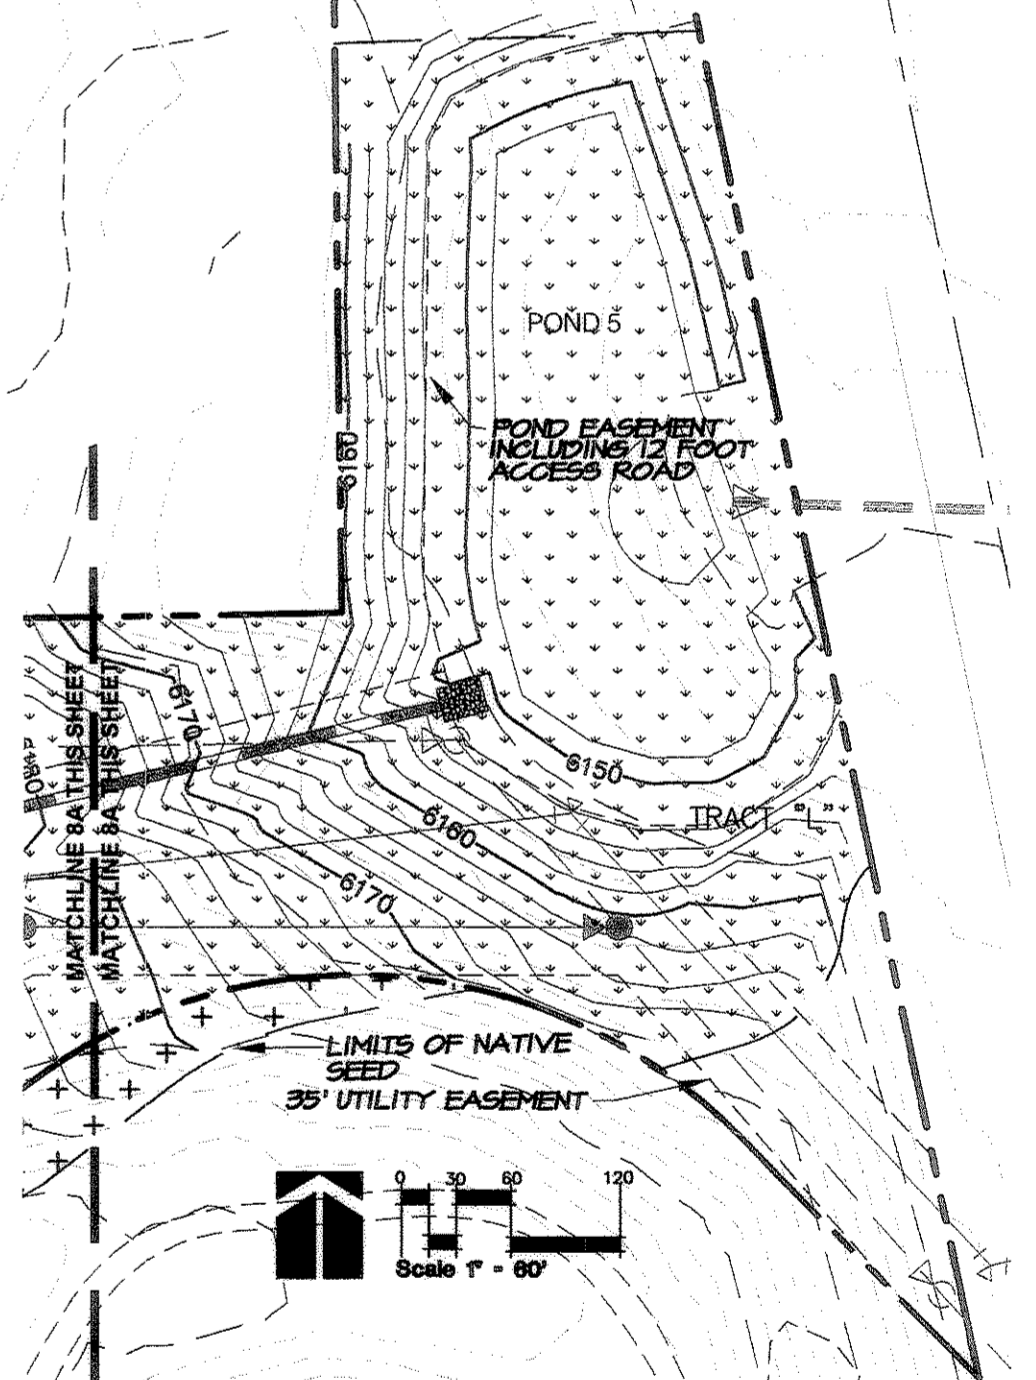 POND 5
POND EASEMENT
INCLUDING 12 FOOT
ACCESS ROAD
6160
6170
MATCHLINE 8A THIS SHEET
MATCHLINE 8A THIS SHEET
6150
6160
TRACT "L"
6170
LIMITS OF NATIVE
SEED
35' UTILITY EASEMENT
0 30 60 120
Scale 1" = 60'